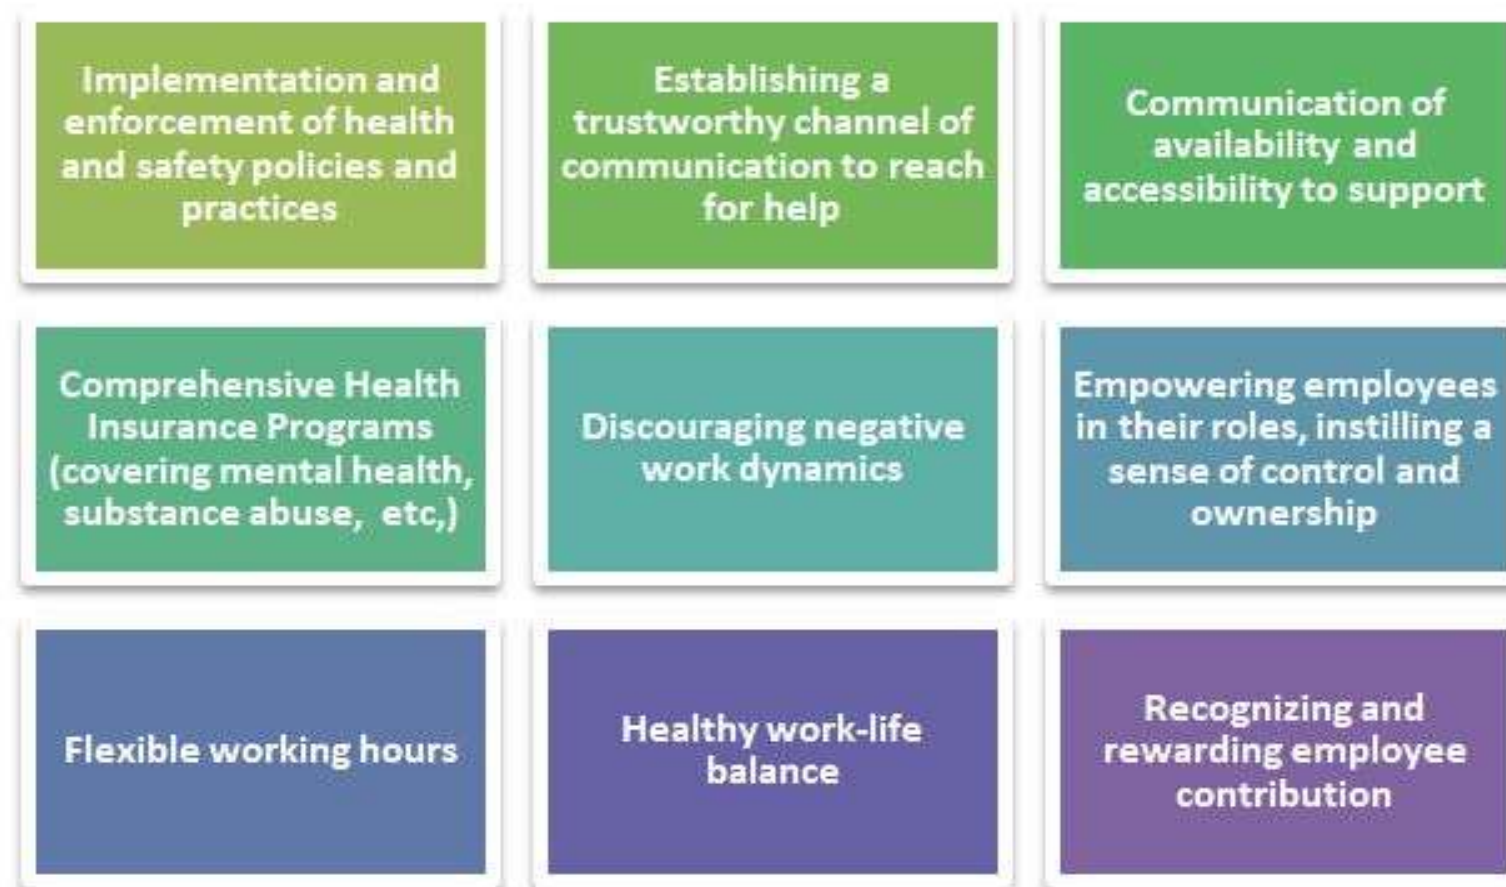 Implementation and
enforcement of health
and safety policies and
practices
Establishing a
trustworthy channel of
communication to reach
for help
Communication of
availability and
accessibility to support
Comprehensive Health
Insurance Programs
(covering mental health,
substance abuse, etc,)
Discouraging negative
work dynamics
Empowering employees
in their roles, instilling a
sense of control and
ownership
Flexible working hours
Healthy work-life
balance
Recognizing and
rewarding employee
contribution